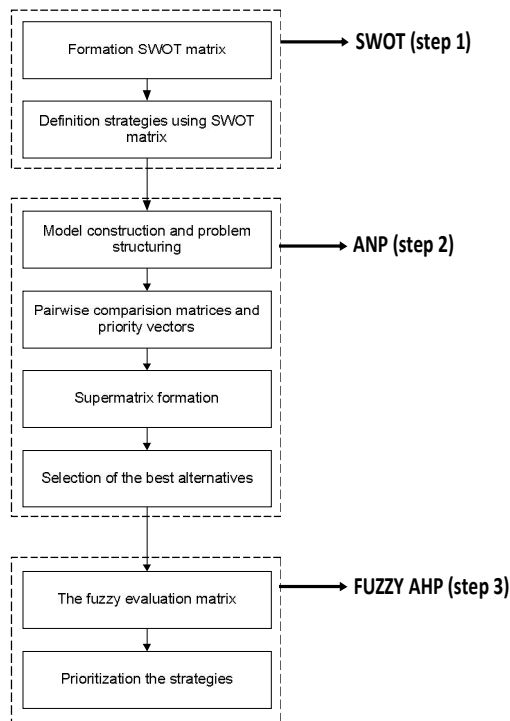 Formation SWOT matrix
SWOT (step 1)
Definition strategies using SWOT
matrix
Model construction and problem
structuring
ANP (step 2)
Pairwise comparision matrices and
priority vectors
Supermatrix formation
Selection of the best alternatives
The fuzzy evaluation matrix
FUZZY AHP (step 3)
Prioritization the strategies